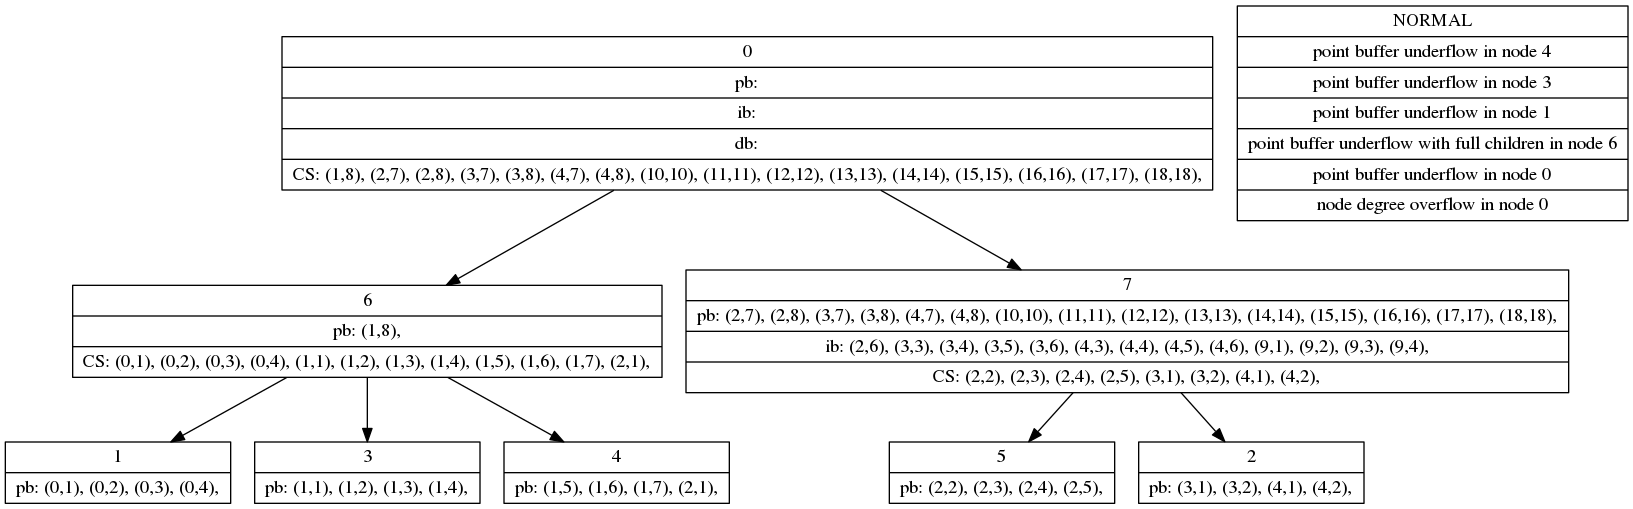 0
pb:
ib:
db:
CS: (1,8), (2,7), (2,8), (3,7), (3,8), (4,7), (4,8), (10,10), (11,11), (12,12), (13,13), (14,14), (15,15), (16,16), (17,17), (18,18),
NORMAL
point buffer underflow in node 4
point buffer underflow in node 3
point buffer underflow in node 1
point buffer underflow with full children in node 6
point buffer underflow in node 0
node degree overflow in node 0
6
pb: (1,8),
CS: (0,1), (0,2), (0,3), (0,4), (1,1), (1,2), (1,3), (1,4), (1,5), (1,6), (1,7), (2,1),
7
pb: (2,7), (2,8), (3,7), (3,8), (4,7), (4,8), (10,10), (11,11), (12,12), (13,13), (14,14), (15,15), (16,16), (17,17), (18,18),
ib: (2,6), (3,3), (3,4), (3,5), (3,6), (4,3), (4,4), (4,5), (4,6), (9,1), (9,2), (9,3), (9,4),
CS: (2,2), (2,3), (2,4), (2,5), (3,1), (3,2), (4,1), (4,2),
1
pb: (0,1), (0,2), (0,3), (0,4),
3
pb: (1,1), (1,2), (1,3), (1,4),
4
pb: (1,5), (1,6), (1,7), (2,1),
5
pb: (2,2), (2,3), (2,4), (2,5),
2
pb: (3,1), (3,2), (4,1), (4,2),